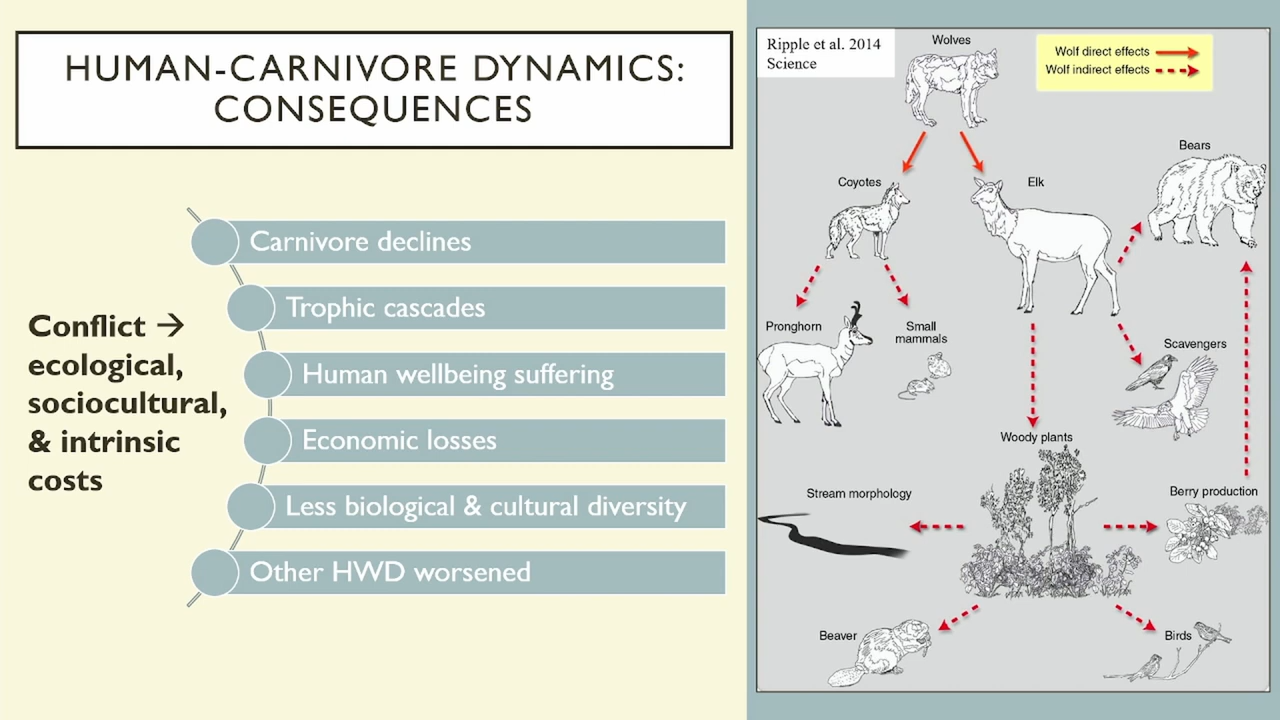 HUMAN-CARNIVORE DYNAMICS:
CONSEQUENCES
Conflict →
ecological,
sociocultural,
& intrinsic
costs
Carnivore declines
Trophic cascades
Human wellbeing suffering
Economic losses
Less biological & cultural diversity
Other HWD worsened
Ripple et al. 2014
Science
Wolves
Wolf direct effects
Wolf indirect effects
Bears
Coyotes
Elk
Pronghorn
Small
mammals
Scavengers
Woody plants
Stream morphology
Berry production
Beaver
Birds